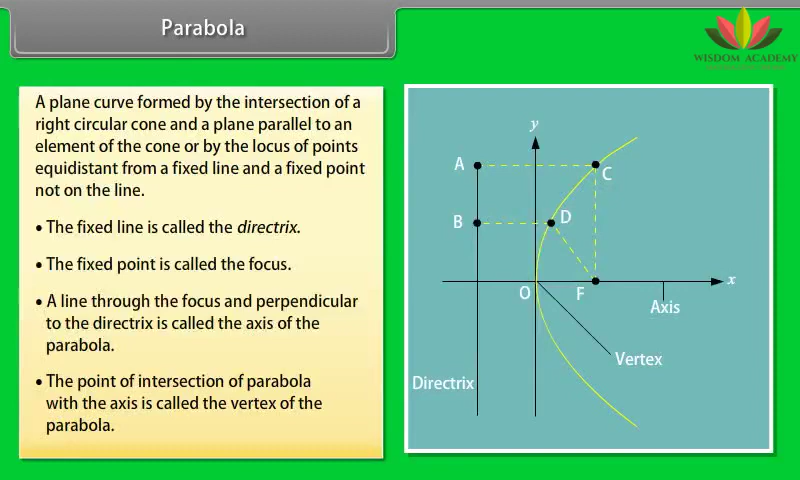 Parabola
WISDOM ACADEMY
A plane curve formed by the intersection of a
right circular cone and a plane parallel to an
element of the cone or by the locus of points
equidistant from a fixed line and a fixed point
not on the line.
• The fixed line is called the directrix.
• The fixed point is called the focus.
• A line through the focus and perpendicular
to the directrix is called the axis of the
parabola.
• The point of intersection of parabola
with the axis is called the vertex of the
parabola.
y
A
C
B
D
O
F
x
Axis
Vertex
Directrix